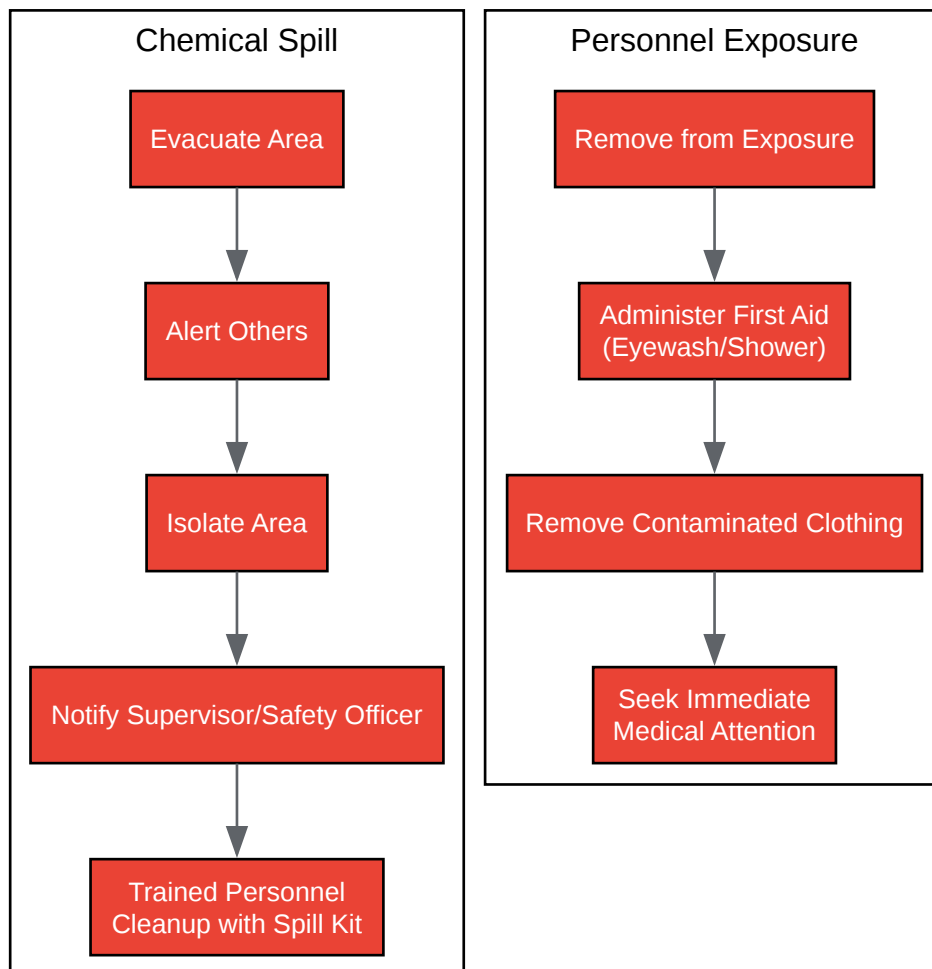 Chemical Spill
Evacuate Area
Alert Others
Isolate Area
Notify Supervisor/Safety Officer
Trained Personnel
Cleanup with Spill Kit
Personnel Exposure
Remove from Exposure
Administer First Aid
(Eyewash/Shower)
Remove Contaminated Clothing
Seek Immediate
Medical Attention